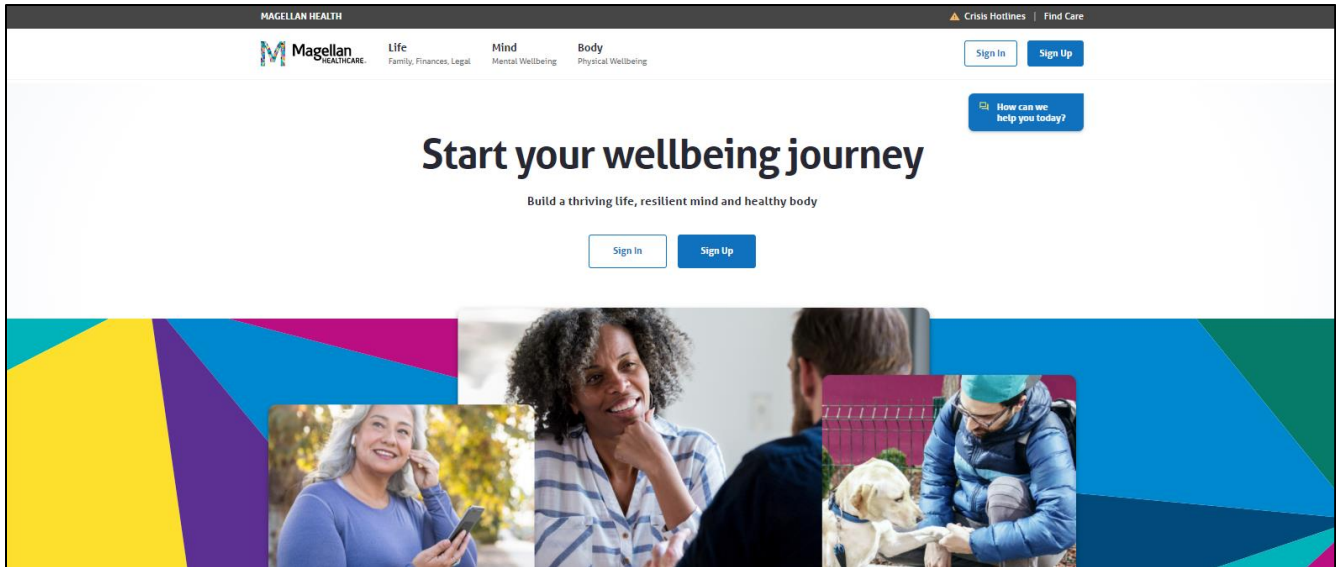 MAGELLAN HEALTH
Crisis Hotlines | Find Care
Magellan
HEALTHCARE.
Life
Family, Finances, Legal
Mind
Mental Wellbeing
Body
Physical Wellbeing
Sign In
Sign Up
How can we
help you today?
Start your wellbeing journey
Build a thriving life, resilient mind and healthy body
Sign In
Sign Up